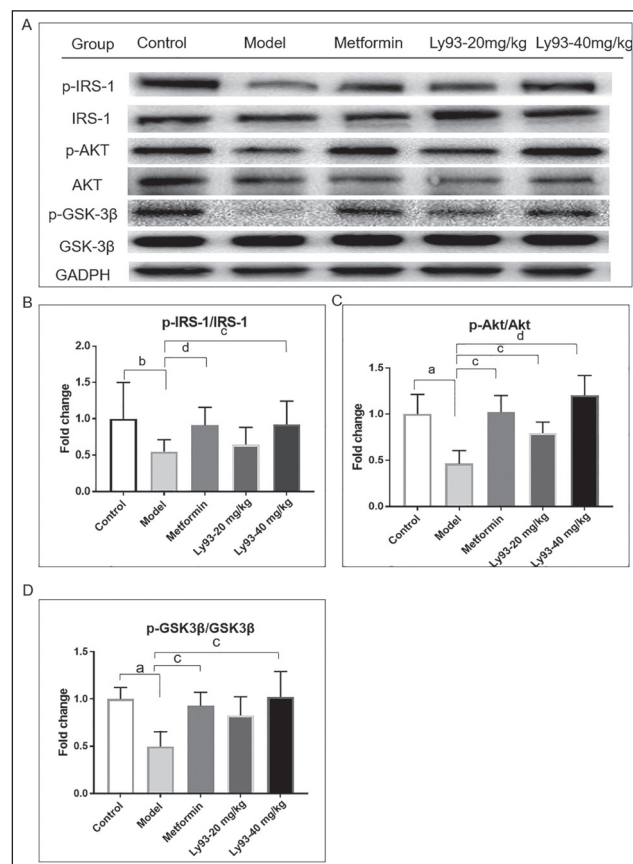 A
Group Control Model Metformin Ly93-20mg/kg Ly93-40mg/kg
p-IRS-1
IRS-1
p-AKT
AKT
p-GSK-3β
GSK-3β
GADPH
B
p-IRS-1/IRS-1
c
d
b
Fold change
2.0
1.5
1.0
0.5
0.0
Control
Model
Metformin
Ly93-20 mg/kg
Ly93-40 mg/kg
C
p-Akt/Akt
d
c
c
a
Fold change
1.5
1.0
0.5
0.0
Control
Model
Metformin
Ly93-20 mg/kg
Ly93-40 mg/kg
D
p-GSK3β/GSK3β
c
c
a
Fold change
1.5
1.0
0.5
0.0
Control
Model
Metformin
Ly93-20 mg/kg
Ly93-40 mg/kg